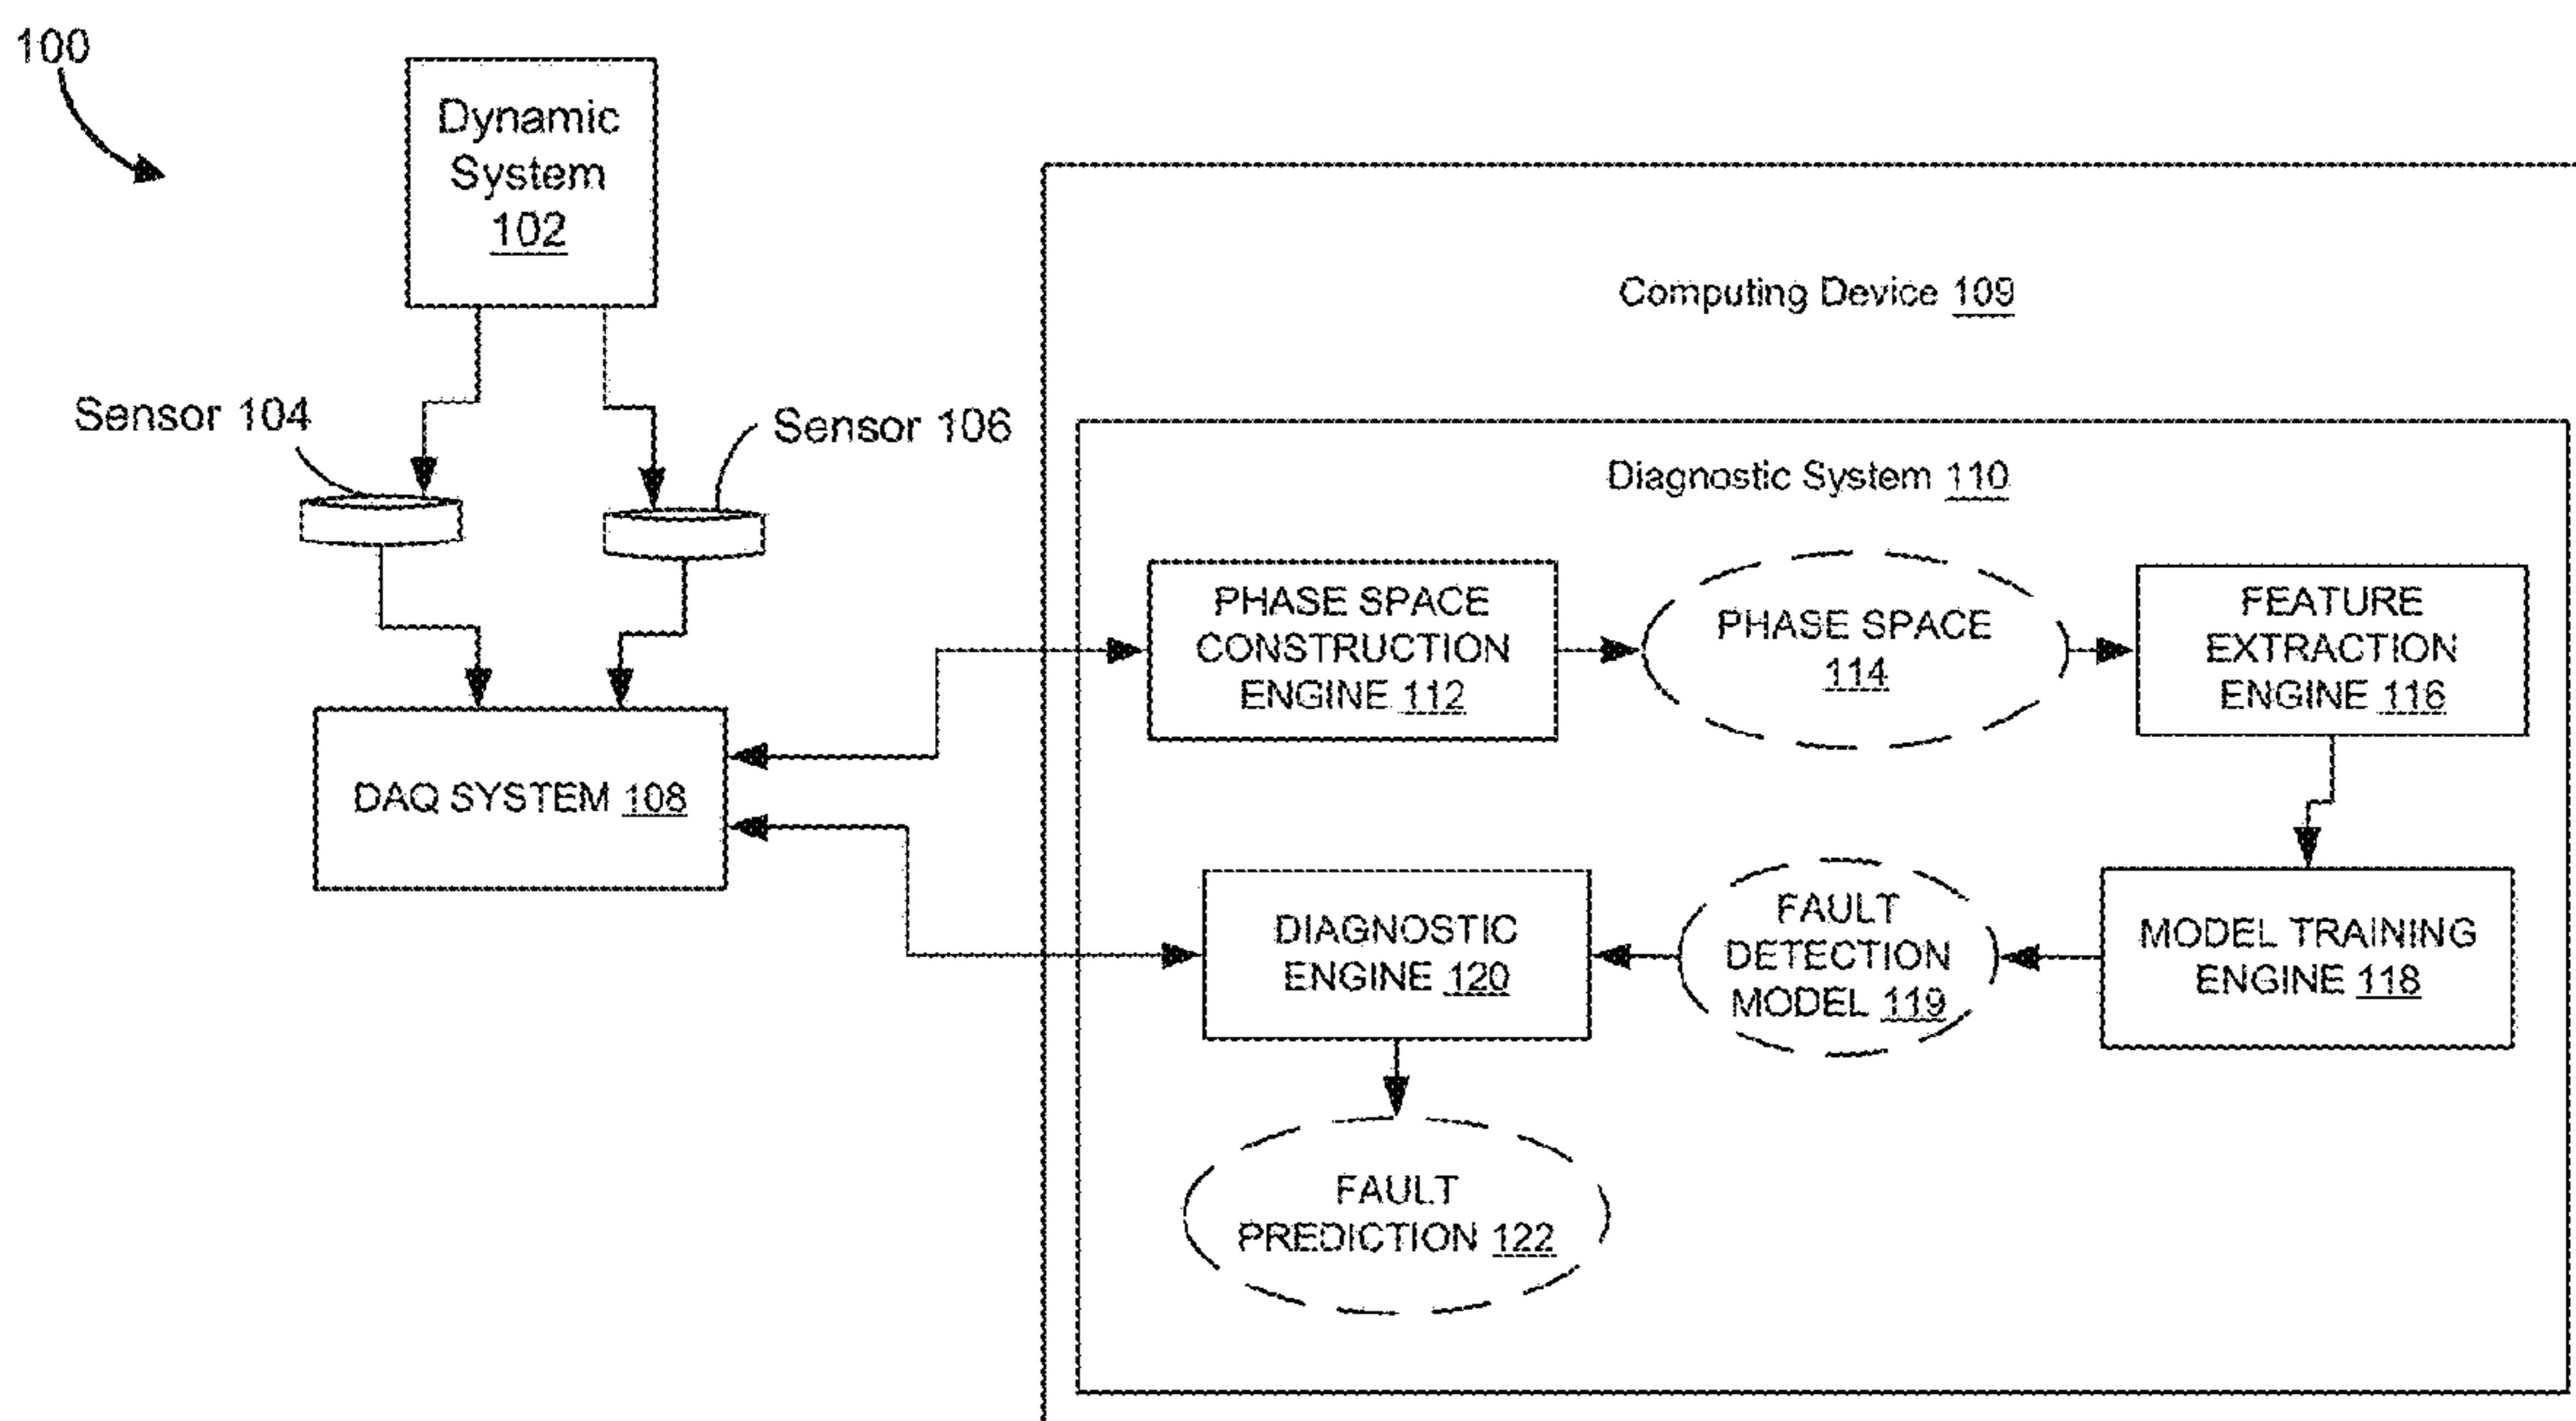 100
Dynamic
System
102
Computing Device 109
Sensor 104
Sensor 106
Diagnostic System 110
PHASE SPACE
CONSTRUCTION
ENGINE 112
PHASE SPACE
114
FEATURE
EXTRACTION
ENGINE 116
DAQ SYSTEM 108
DIAGNOSTIC
ENGINE 120
FAULT
DETECTION
MODEL 119
MODEL TRAINING
ENGINE 118
FAULT
PREDICTION 122